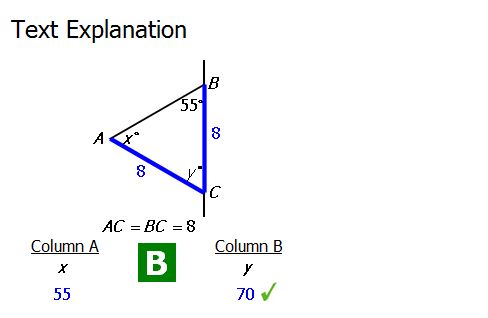 Text Explanation
B
55°
A x° 8
8 y°
C
AC = BC = 8
Column A Column B
x B y
55 70